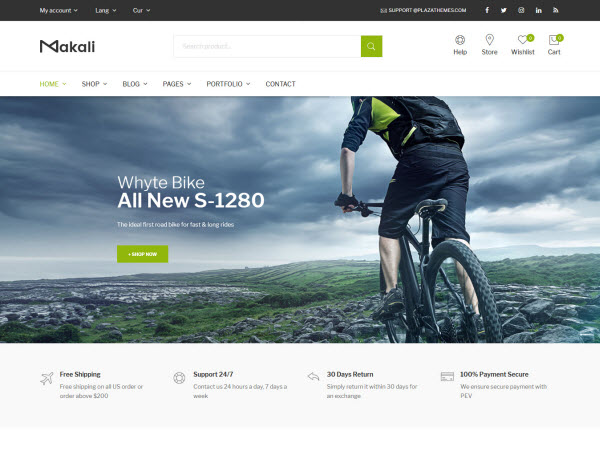 My account Lang Cur SUPPORT @PLAZATHEMES.COM
Makali Search product... 0 0
Help Store Wishlist Cart
HOME SHOP BLOG PAGES PORTFOLIO CONTACT
Whyte Bike
All New S-1280
The ideal first road bike for fast & long rides
+ SHOP NOW
Free Shipping
Free shipping on all US order or
order above $200
Support 24/7
Contact us 24 hours a day, 7 days a
week
30 Days Return
Simply return it within 30 days for
an exchange
100% Payment Secure
We ensure secure payment with
PEV